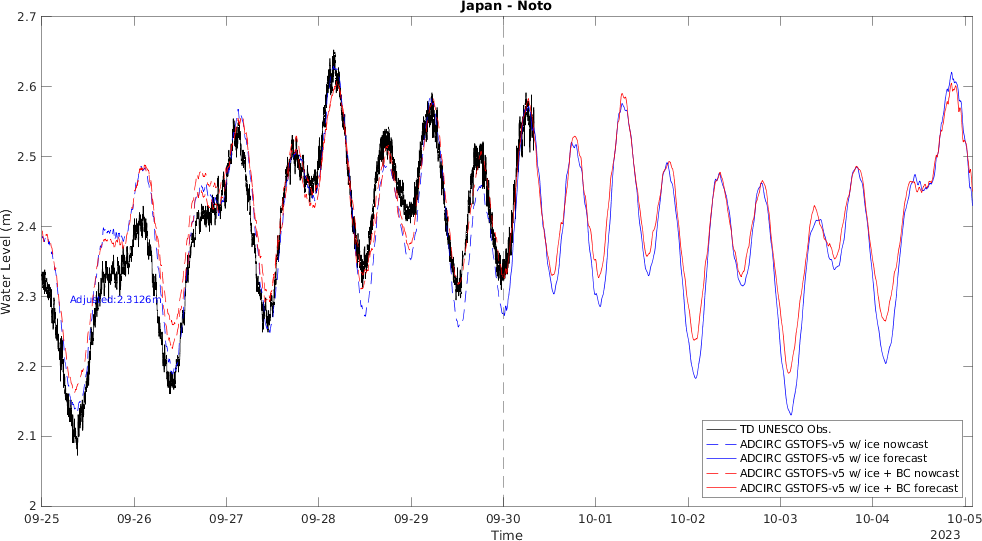 Japan - Noto
Water Level (m)
2.7
2.6
2.5
2.4
2.3
2.2
2.1
2
Adjusted:2.3126m
TD UNESCO Obs.
ADCIRC GSTOFS-v5 w/ ice nowcast
ADCIRC GSTOFS-v5 w/ ice forecast
ADCIRC GSTOFS-v5 w/ ice + BC nowcast
ADCIRC GSTOFS-v5 w/ ice + BC forecast
09-25 09-26 09-27 09-28 09-29 09-30 10-01 10-02 10-03 10-04 10-05
Time
2023